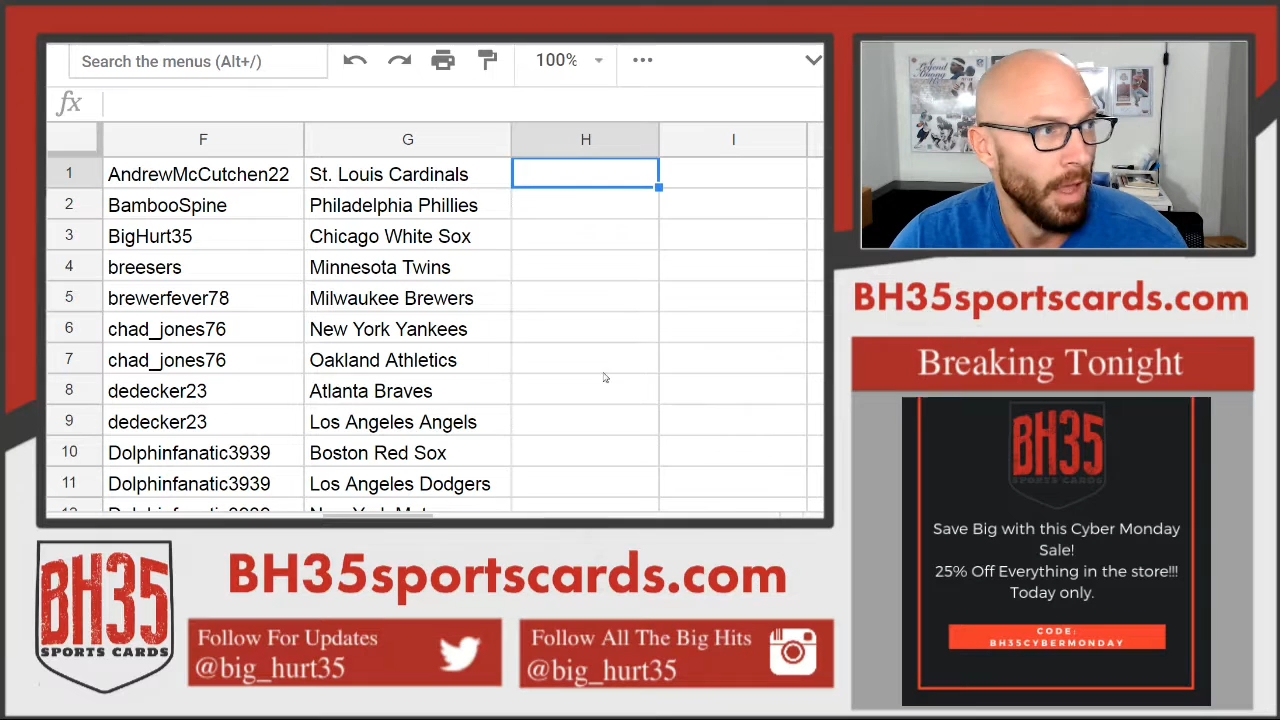 Search the menus (Alt+/)
100%
fx
F G H I
1 AndrewMcCutchen22 St. Louis Cardinals
2 BambooSpine Philadelphia Phillies
3 BigHurt35 Chicago White Sox
4 breesers Minnesota Twins
5 brewerfever78 Milwaukee Brewers
6 chad_jones76 New York Yankees
7 chad_jones76 Oakland Athletics
8 dedecker23 Atlanta Braves
9 dedecker23 Los Angeles Angels
10 Dolphinfanatic3939 Boston Red Sox
11 Dolphinfanatic3939 Los Angeles Dodgers
BH35sportscards.com
Breaking Tonight
BH35
SPORTS CARDS
Save Big with this Cyber Monday
Sale!
25% Off Everything in the store!!!
Today only.
CODE:
BH35CYBERMONDAY
BH35
SPORTS CARDS
BH35sportscards.com
Follow For Updates
@big_hurt35
Follow All The Big Hits
@big_hurt35